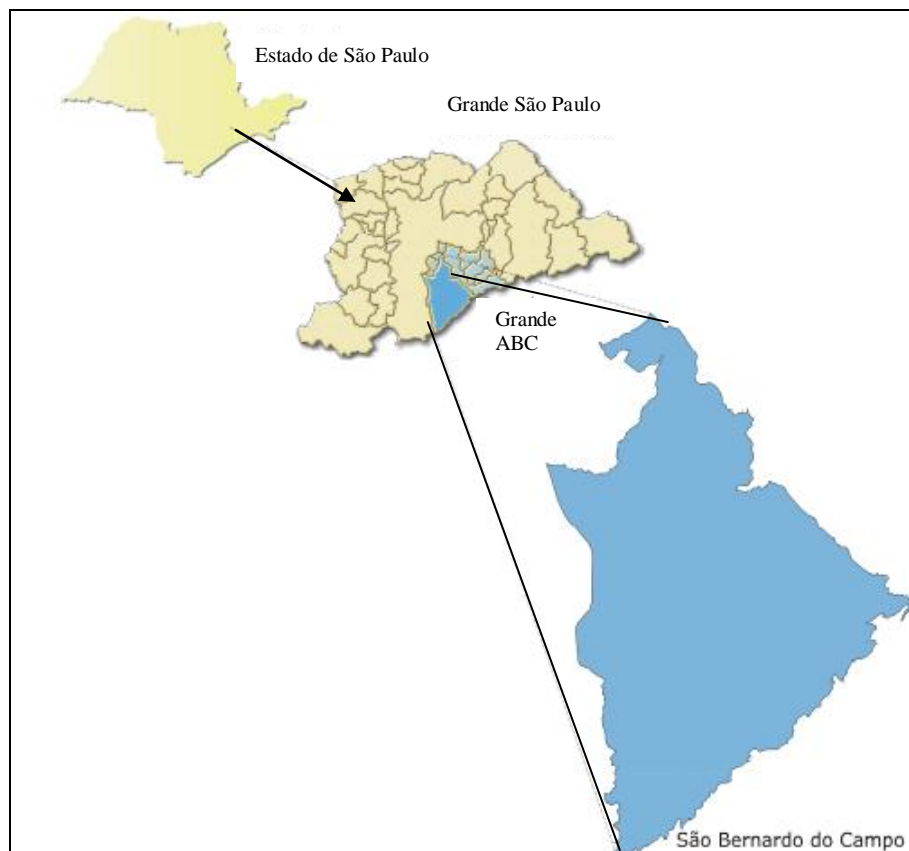 Estado de São Paulo
Grande São Paulo
Grande
ABC
São Bernardo do Campo